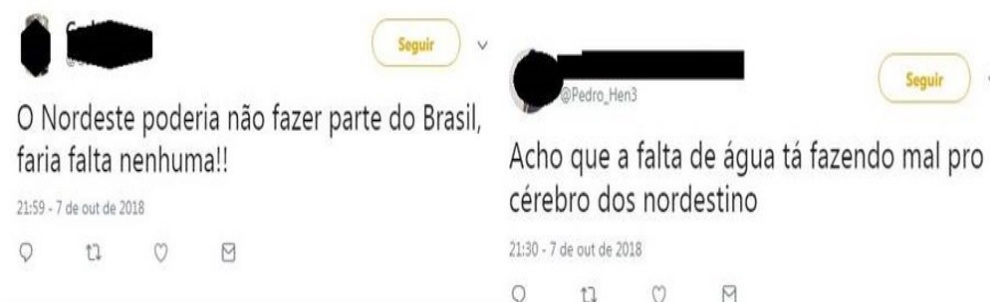 Seguir
O Nordeste poderia não fazer parte do Brasil,
faria falta nenhuma!!
21:59 - 7 de out de 2018
@Pedro_Hen3
Seguir
Acho que a falta de água tá fazendo mal pro
cérebro dos nordestino
21:30 - 7 de out de 2018